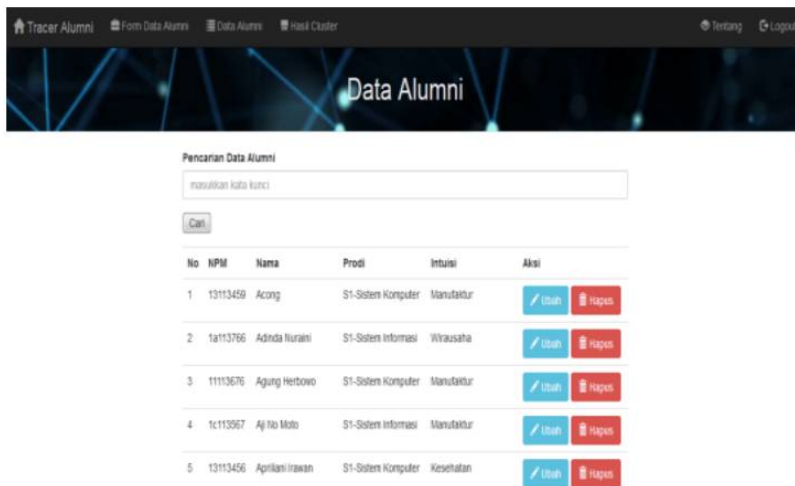 Tracer Alumni Form Data Alumni Data Alumni Hasil Cluster Tentang Logout
Data Alumni
Pencarian Data Alumni
masukkan kata kunci
Cari
No NPM Nama Prodi Intuisi Aksi
1 13113459 Acong S1-Sistem Komputer Manufaktur Ubah Hapus
2 1a113766 Adinda Nuraini S1-Sistem Informasi Wirausaha Ubah Hapus
3 11113676 Agung Herbowo S1-Sistem Komputer Manufaktur Ubah Hapus
4 1c113567 Aji No Moto S1-Sistem Informasi Manufaktur Ubah Hapus
5 13113456 Apriliani Irawan S1-Sistem Komputer Kesehatan Ubah Hapus